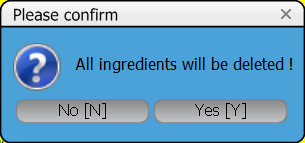 Please confirm
All ingredients will be deleted !
No [N]
Yes [Y]